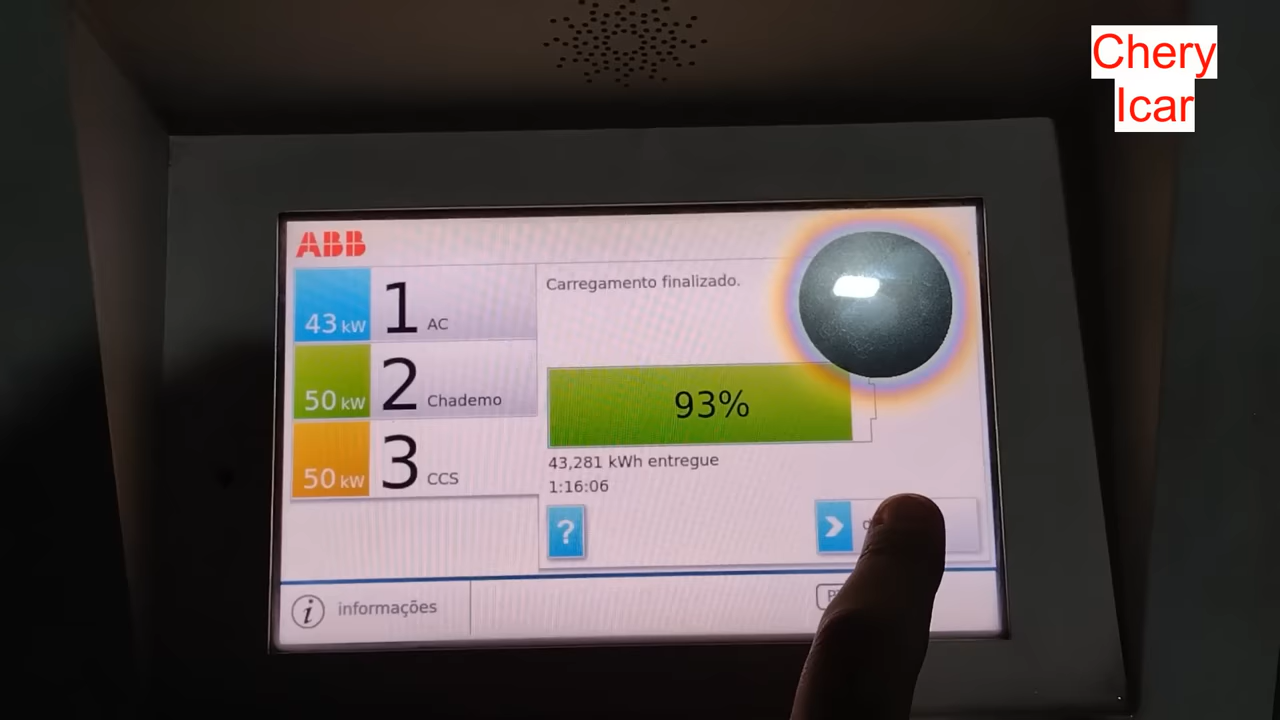 Chery
Icar
ABB
43 kW
1 AC
50 kW
2 Chademo
50 kW
3 CCS
Carregamento finalizado.
93%
43,281 kWh entregue
1:16:06
?
i informações